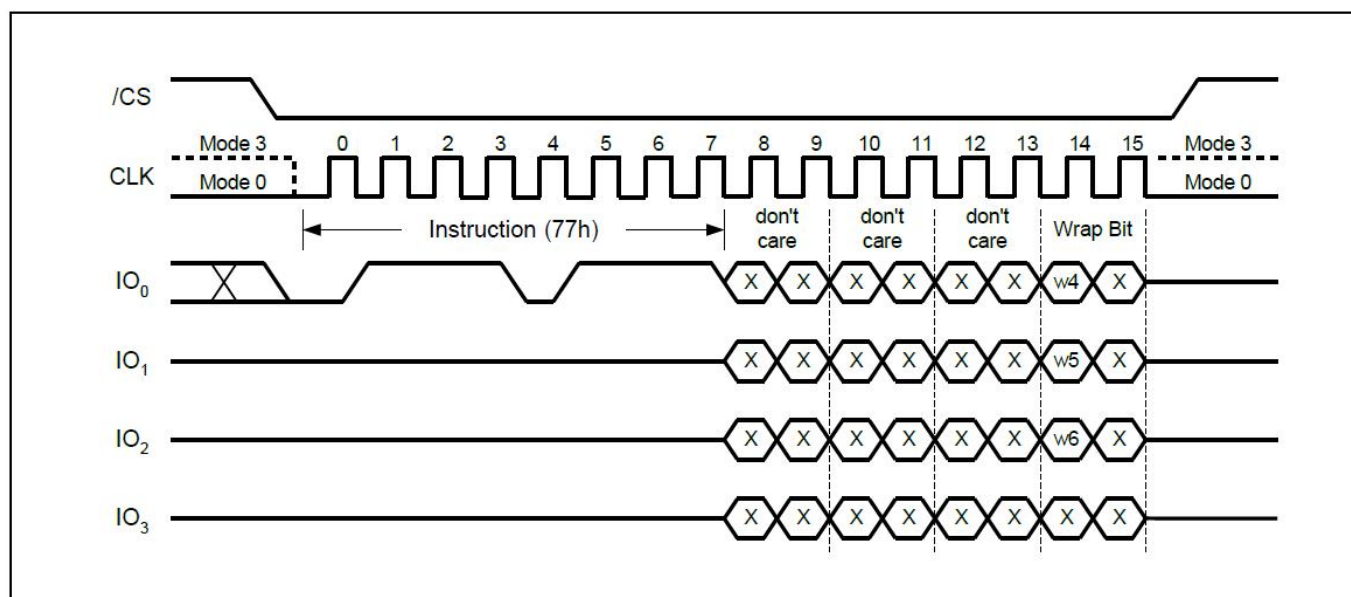 /CS
Mode 3 0 1 2 3 4 5 6 7 8 9 10 11 12 13 14 15 Mode 3
CLK
Mode 0 Mode 0
Instruction (77h) don't care don't care don't care Wrap Bit
IO0 X X X X X X w4 X
IO1 X X X X X X w5 X
IO2 X X X X X X w6 X
IO3 X X X X X X X X